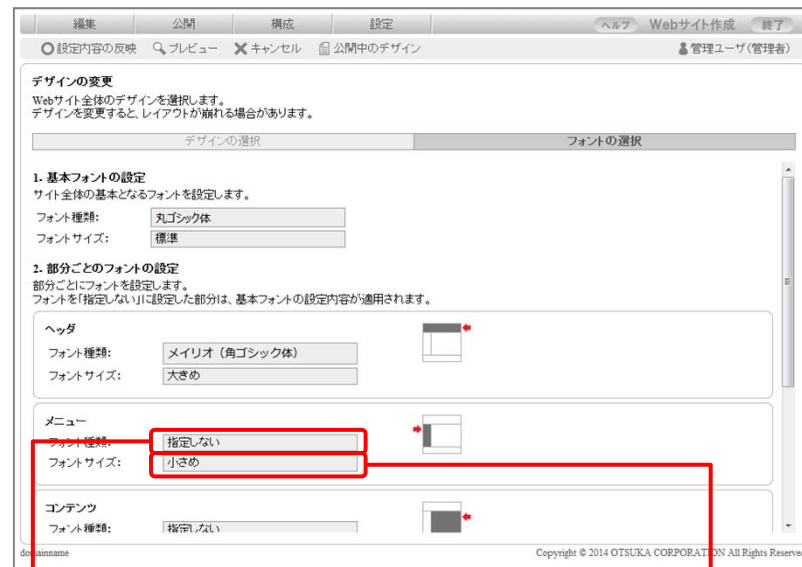 編集 公開 構成 設定 ヘルプ Webサイト作成 終了
設定内容の反映 プレビュー キャンセル 公開中のデザイン 管理ユーザ(管理者)
デザインの変更
Webサイト全体のデザインを選択します。
デザインを変更すると、レイアウトが崩れる場合があります。
デザインの選択 フォントの選択
1. 基本フォントの設定
サイト全体の基本となるフォントを設定します。
フォント種類: 丸ゴシック体
フォントサイズ: 標準
2. 部分ごとのフォントの設定
部分ごとにフォントを設定します。
フォントを「指定しない」に設定した部分は、基本フォントの設定内容が適用されます。
ヘッダ
フォント種類: メイリオ（角ゴシック体）
フォントサイズ: 大きめ
メニュー
フォント種類: 指定しない
フォントサイズ: 小さめ
コンテンツ
フォント種類: 指定しない
domainname Copyright © 2014 OTSUKA CORPORATION All Rights Reserved